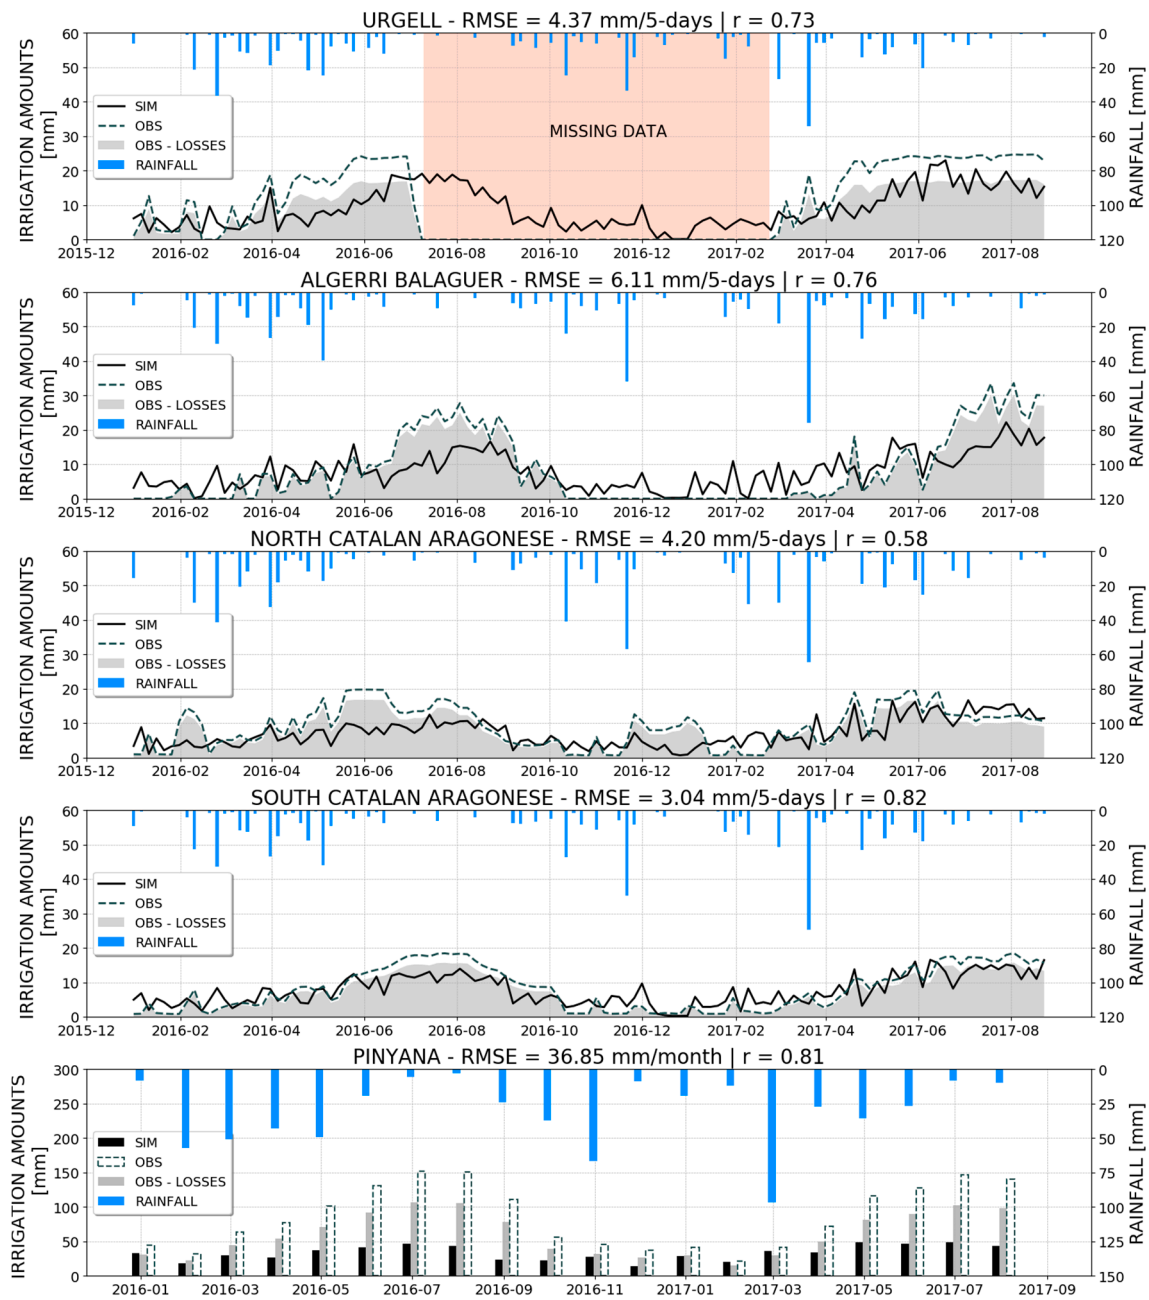 URGELL - RMSE = 4.37 mm/5-days | r = 0.73
IRRIGATION AMOUNTS
[mm]
60
50
40
30
20
10
0
SIM
OBS
OBS - LOSSES
RAINFALL
MISSING DATA
0
20
40
60
80
100
120
RAINFALL [mm]
2015-12 2016-02 2016-04 2016-06 2016-08 2016-10 2016-12 2017-02 2017-04 2017-06 2017-08
ALGERRI BALAGUER - RMSE = 6.11 mm/5-days | r = 0.76
IRRIGATION AMOUNTS
[mm]
60
50
40
30
20
10
0
SIM
OBS
OBS - LOSSES
RAINFALL
0
20
40
60
80
100
120
RAINFALL [mm]
2015-12 2016-02 2016-04 2016-06 2016-08 2016-10 2016-12 2017-02 2017-04 2017-06 2017-08
NORTH CATALAN ARAGONESE - RMSE = 4.20 mm/5-days | r = 0.58
IRRIGATION AMOUNTS
[mm]
60
50
40
30
20
10
0
SIM
OBS
OBS - LOSSES
RAINFALL
0
20
40
60
80
100
120
RAINFALL [mm]
2015-12 2016-02 2016-04 2016-06 2016-08 2016-10 2016-12 2017-02 2017-04 2017-06 2017-08
SOUTH CATALAN ARAGONESE - RMSE = 3.04 mm/5-days | r = 0.82
IRRIGATION AMOUNTS
[mm]
60
50
40
30
20
10
0
SIM
OBS
OBS - LOSSES
RAINFALL
0
20
40
60
80
100
120
RAINFALL [mm]
2015-12 2016-02 2016-04 2016-06 2016-08 2016-10 2016-12 2017-02 2017-04 2017-06 2017-08
PINYANA - RMSE = 36.85 mm/month | r = 0.81
IRRIGATION AMOUNTS
[mm]
300
250
200
150
100
50
0
SIM
OBS
OBS - LOSSES
RAINFALL
0
25
50
75
100
125
150
RAINFALL [mm]
2016-01 2016-03 2016-05 2016-07 2016-09 2016-11 2017-01 2017-03 2017-05 2017-07 2017-09